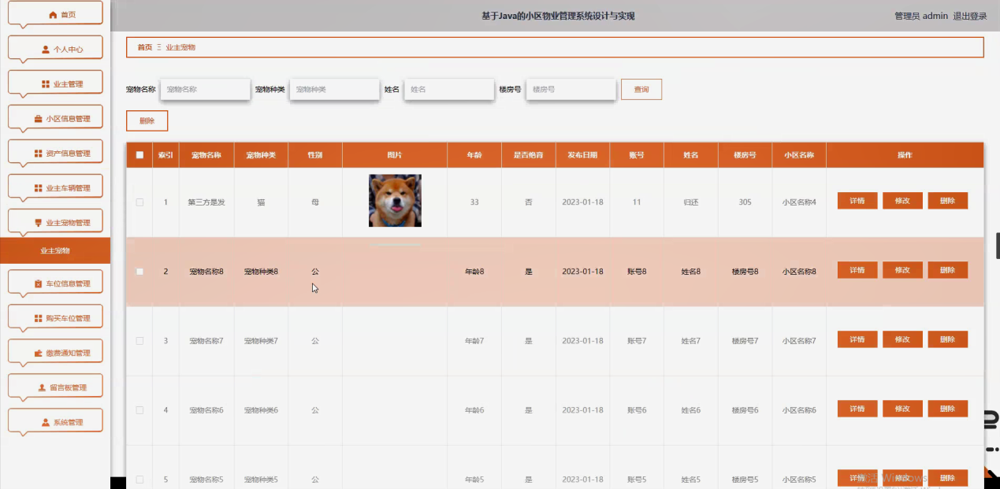 基于Java的小区物业管理系统设计与实现
管理员 admin 退出登录
首页
个人中心
业主管理
小区信息管理
资产信息管理
业主车辆管理
业主宠物管理
业主宠物
车位信息管理
购买车位管理
缴费通知管理
留言板管理
系统管理
首页 Ξ 业主宠物
宠物名称 宠物名称 宠物种类 宠物种类 姓名 姓名 楼房号 楼房号 查询
删除
索引 宠物名称 宠物种类 性别 图片 年龄 是否绝育 发布日期 账号 姓名 楼房号 小区名称 操作
1 第三方是发 猫 母 33 否 2023-01-18 11 归还 305 小区名称4 详情 修改 删除
2 宠物名称8 宠物种类8 公 年龄8 是 2023-01-18 账号8 姓名8 楼房号8 小区名称8 详情 修改 删除
3 宠物名称7 宠物种类7 公 年龄7 是 2023-01-18 账号7 姓名7 楼房号7 小区名称7 详情 修改 删除
4 宠物名称6 宠物种类6 公 年龄6 是 2023-01-18 账号6 姓名6 楼房号6 小区名称6 详情 修改 删除
5 宠物名称5 宠物种类5 公 年龄5 是 2023-01-18 账号5 姓名5 楼房号5 小区名称5 详情 修改 删除
激活 Windows